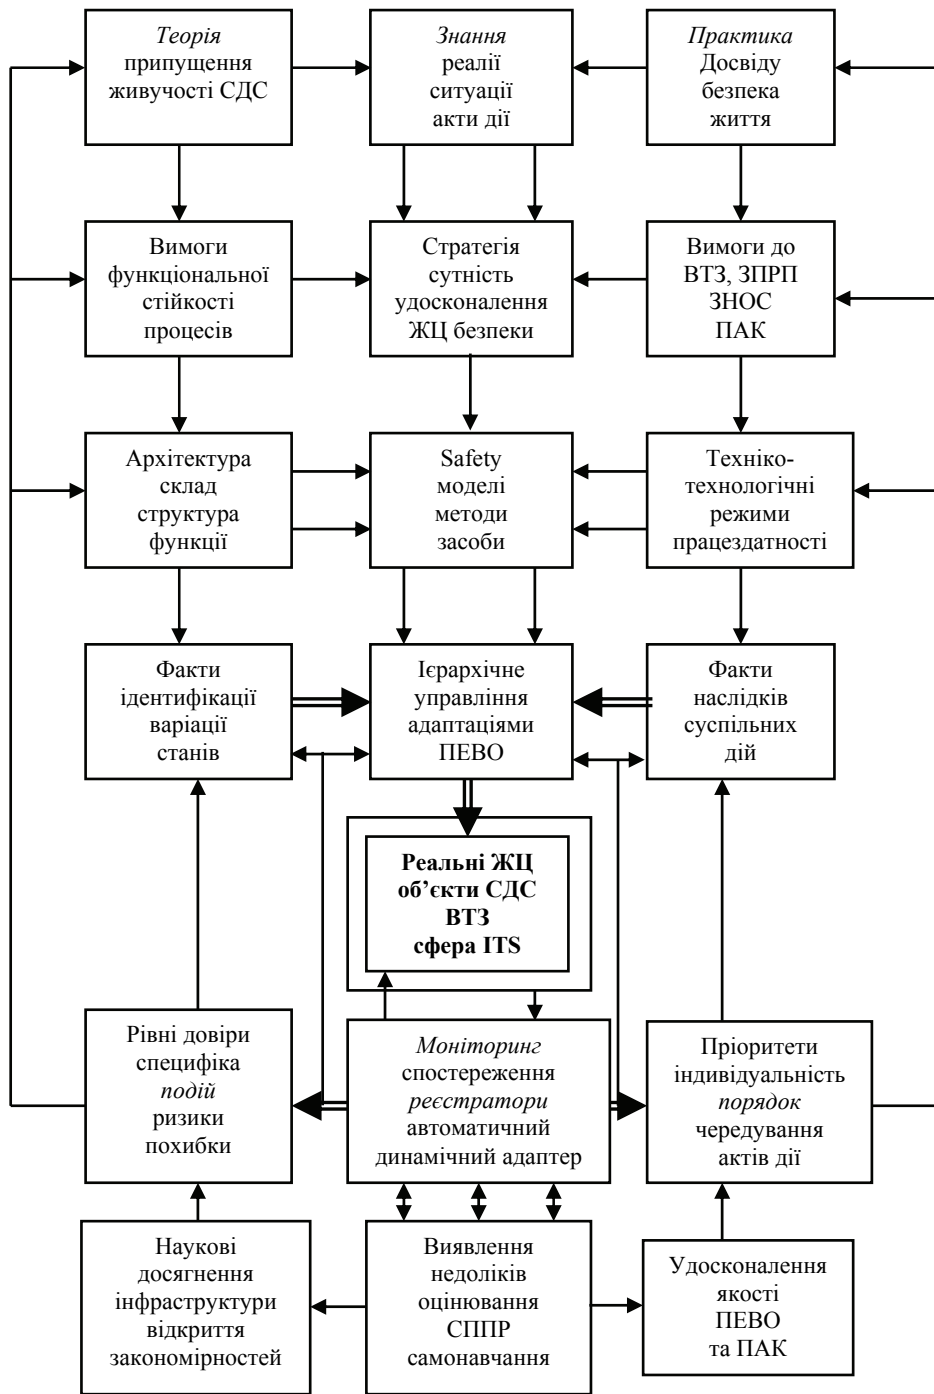 Теорія
припущення
живучості СДС
Знання
реалії
ситуації
акти дії
Практика
Досвіду
безпека
життя
Вимоги
функціональної
стійкості
процесів
Стратегія
сутність
удосконалення
ЖЦ безпеки
Вимоги до
ВТЗ, ЗПРП
ЗНОС
ПАК
Архітектура
склад
структура
функції
Safety
моделі
методи
засоби
Техніко-
технологічні
режими
працездатності
Факти
ідентифікації
варіації
станів
Ієрархічне
управління
адаптаціями
ПЕВО
Факти
наслідків
суспільних
дій
Реальні ЖЦ
об’єкти СДС
ВТЗ
сфера ITS
Рівні довіри
специфіка
подій
ризики
похибки
Моніторинг
спостереження
реєстратори
автоматичний
динамічний адаптер
Пріоритети
індивідуальність
порядок
чередування
актів дії
Наукові
досягнення
інфраструктури
відкриття
закономірностей
Виявлення
недоліків
оцінювання
СППР
самонавчання
Удосконалення
якості
ПЕВО
та ПАК